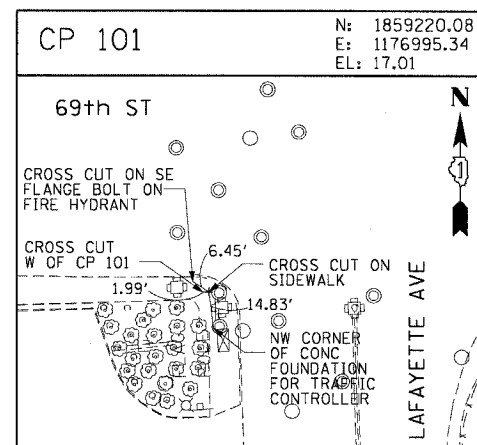 CP 101
N: 1859220.08
E: 1176995.34
EL: 17.01
69th ST
N
1
CROSS CUT ON SE
FLANGE BOLT ON
FIRE HYDRANT
CROSS CUT
W OF CP 101
6.45'
CROSS CUT ON
SIDEWALK
1.99'
14.83'
NW CORNER
OF CONC
FOUNDATION
FOR TRAFFIC
CONTROLLER
LAFAYETTE AVE